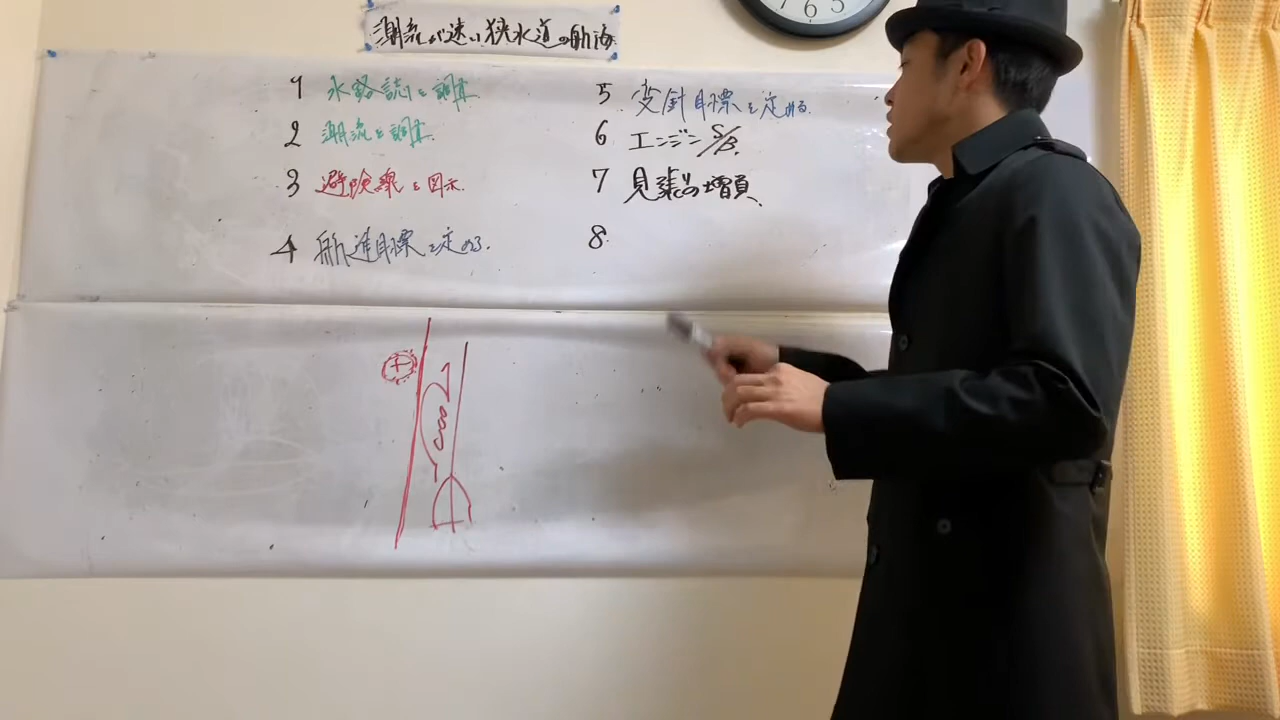 潮流が速い狭水道の航海
1 水路誌を調査
2 潮流を調査.
3 避険線を図示.
4 航進目標を定める.
5 変針目標を定める.
6 エンジン S/B.
7 見張りの増員.
8.
7 6 5